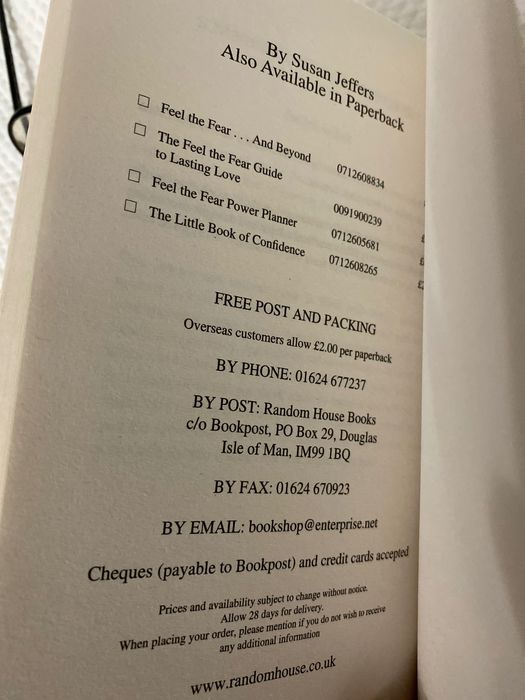 By Susan Jeffers
Also Available in Paperback
☐ Feel the Fear . . . And Beyond 0712608834
☐ The Feel the Fear Guide
to Lasting Love 0091900239
☐ Feel the Fear Power Planner 0712605681
☐ The Little Book of Confidence 0712608265
FREE POST AND PACKING
Overseas customers allow £2.00 per paperback
BY PHONE: 01624 677237
BY POST: Random House Books
c/o Bookpost, PO Box 29, Douglas
Isle of Man, IM99 1BQ
BY FAX: 01624 670923
BY EMAIL: bookshop@enterprise.net
Cheques (payable to Bookpost) and credit cards accepted
Prices and availability subject to change without notice.
Allow 28 days for delivery.
When placing your order, please mention if you do not wish to receive
any additional information
www.randomhouse.co.uk